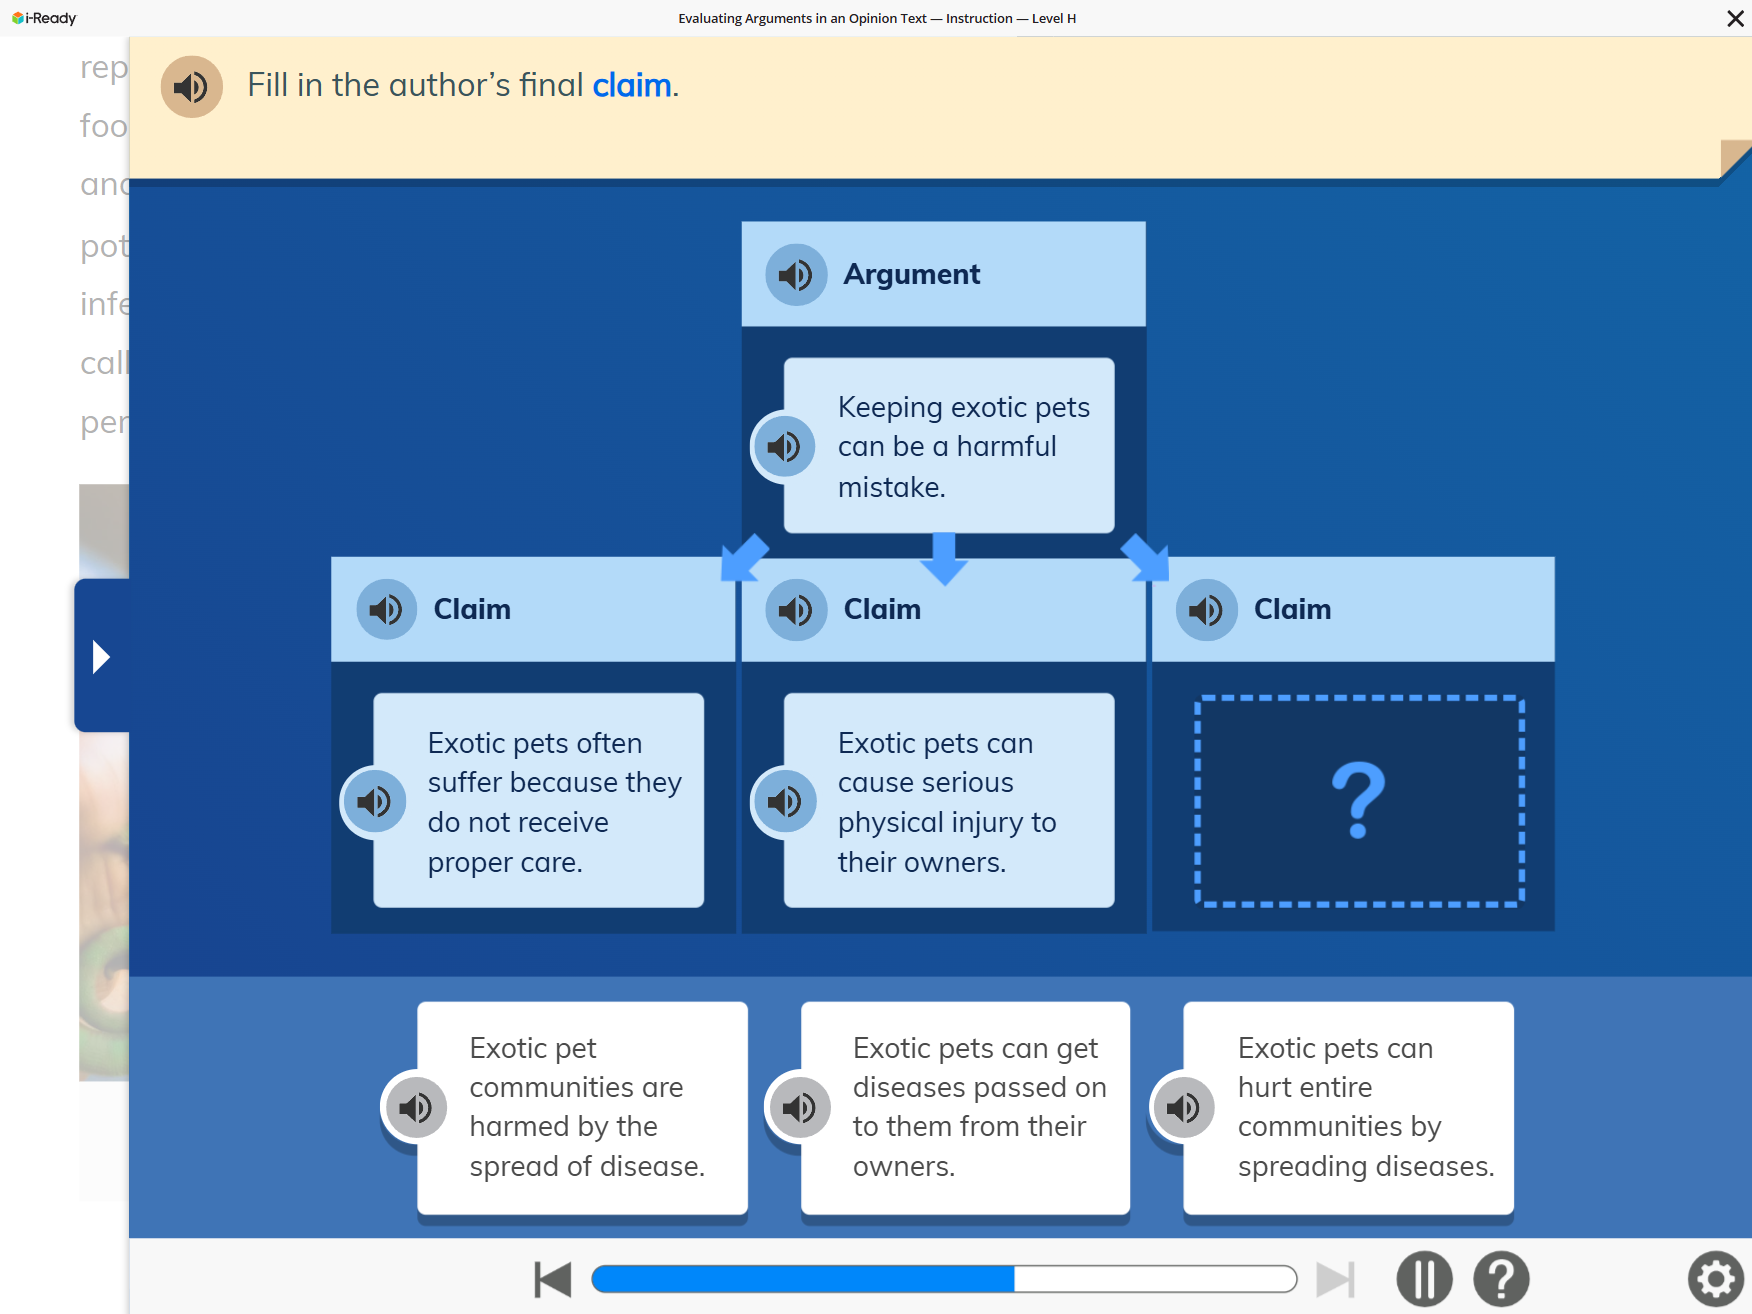 i-Ready
Evaluating Arguments in an Opinion Text — Instruction — Level H
Fill in the author's final claim.
rep
foo
and
pot
infe
call
per
Argument
Keeping exotic pets
can be a harmful
mistake.
Claim
Exotic pets often
suffer because they
do not receive
proper care.
Claim
Exotic pets can
cause serious
physical injury to
their owners.
Claim
?
Exotic pet
communities are
harmed by the
spread of disease.
Exotic pets can get
diseases passed on
to them from their
owners.
Exotic pets can
hurt entire
communities by
spreading diseases.
?